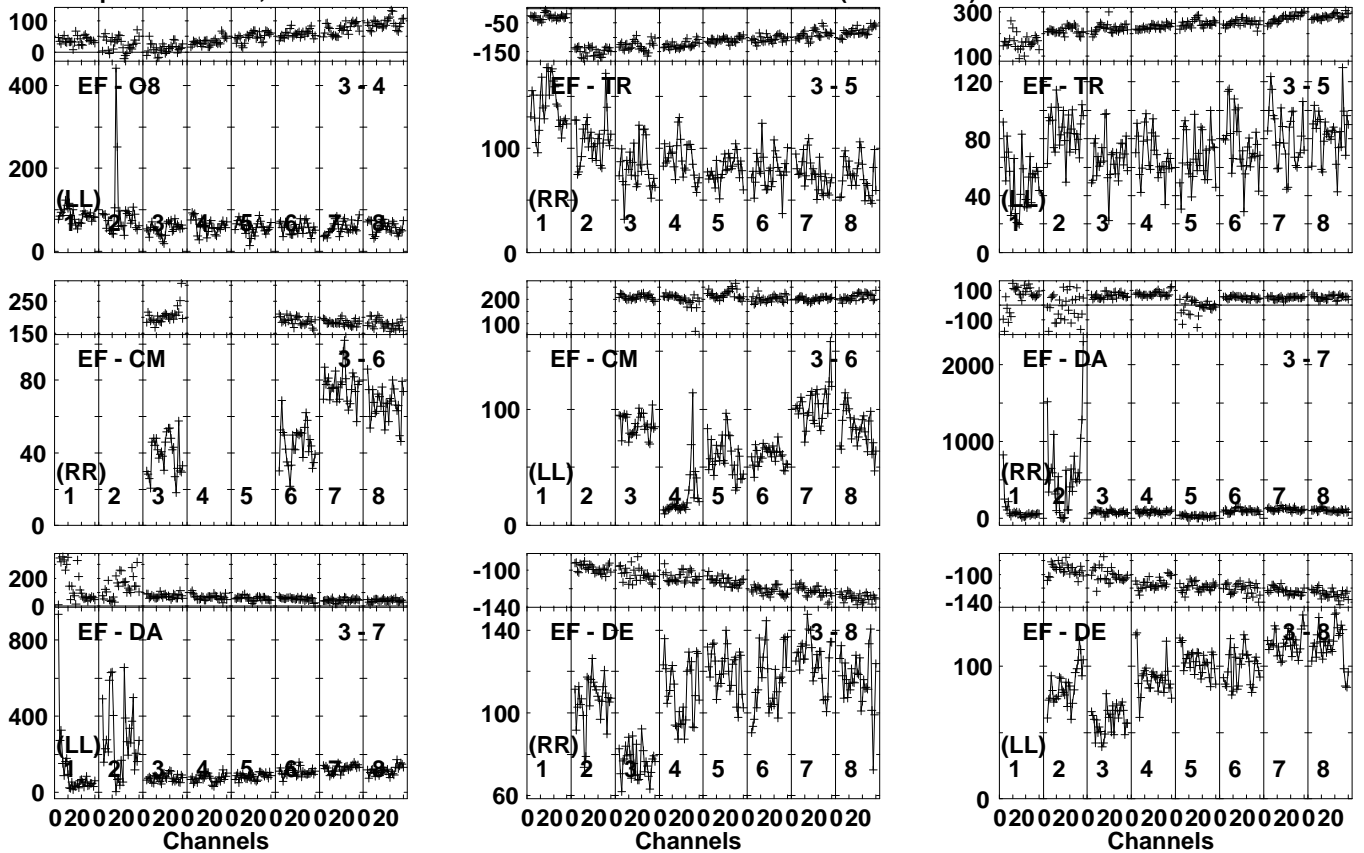 100 0 -50 -150 300 100
400 EF - O8 3 - 4 EF - TR 3 - 5 120 EF - TR 3 - 5
200 100 80
(LL) (RR) 40 (LL)
1 2 3 4 5 6 7 8 1 2 3 4 5 6 7 8 1 2 3 4 5 6 7 8
0 0 0
250 150 200 100 100 -100
EF - CM 3 - 6 EF - CM 3 - 6 2000 EF - DA 3 - 7
80 100 1000
40
(RR) (LL) (RR)
1 2 3 4 5 6 7 8 1 2 3 4 5 6 7 8 1 2 3 4 5 6 7 8
0 0 0
200 0 -100 -140 -100 -140
800 EF - DA 3 - 7 140 EF - DE 3 - 8 EF - DE 3 - 8
400 100 100
(LL) (RR) (LL)
1 2 3 4 5 6 7 8 1 2 3 4 5 6 7 8 1 2 3 4 5 6 7 8
0 60 0
0 20 0 20 0 20 0 20 0 20 0 20 0 20 0 20 0 20 0 20 0 20 0 20 0 20 0 20 0 20 0 20 0 20 0 20 0 20 0 20 0 20 0 20 0 20 0 20
Channels Channels Channels